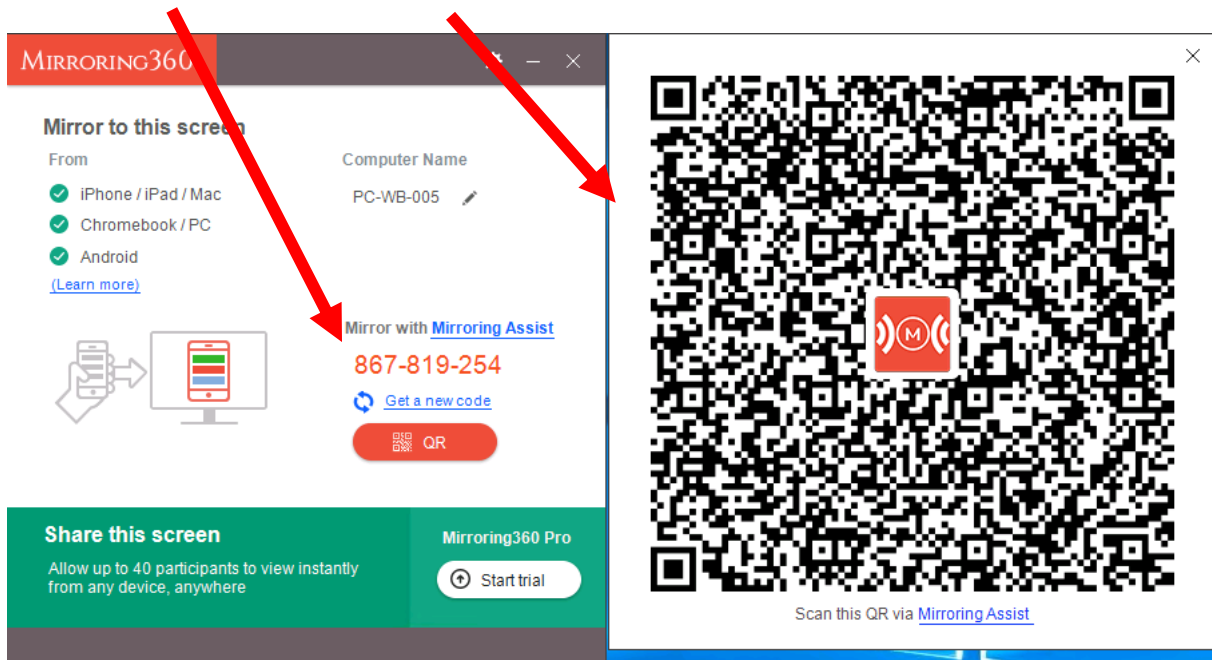 MIRRORING360
Mirror to this screen
From
Computer Name
iPhone / iPad / Mac
PC-WB-005
Chromebook / PC
Android
(Learn more)
Mirror with Mirroring Assist
867-819-254
Get a new code
QR
M
Share this screen
Allow up to 40 participants to view instantly
from any device, anywhere
Mirroring360 Pro
Start trial
Scan this QR via Mirroring Assist